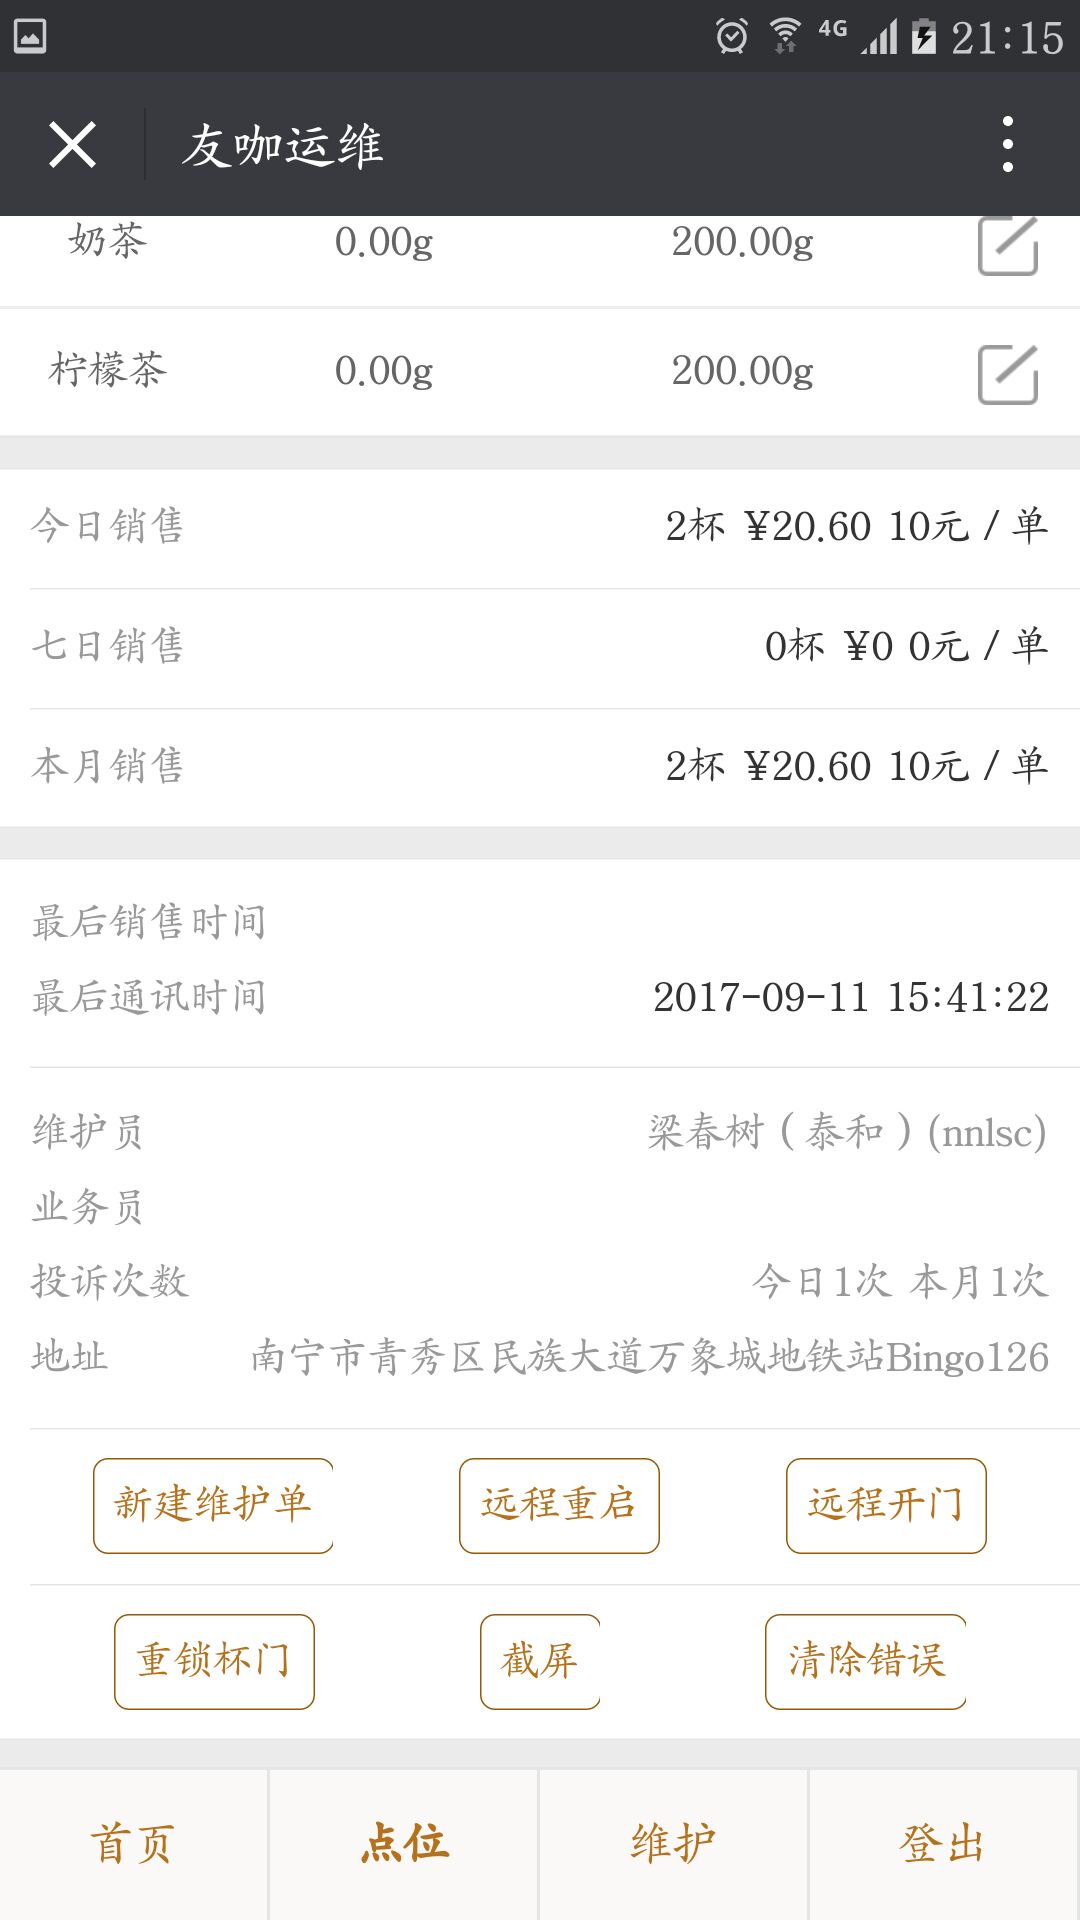 4G 21:15
友咖运维
奶茶 0.00g 200.00g
柠檬茶 0.00g 200.00g
今日销售 2杯 ¥20.60 10元 / 单
七日销售 0杯 ¥0 0元 / 单
本月销售 2杯 ¥20.60 10元 / 单
最后销售时间
最后通讯时间 2017-09-11 15:41:22
维护员 梁春树（泰和）(nnlsc)
业务员
投诉次数 今日1次 本月1次
地址 南宁市青秀区民族大道万象城地铁站Bingo126
新建维护单 远程重启 远程开门
重锁杯门 截屏 清除错误
首页 点位 维护 登出